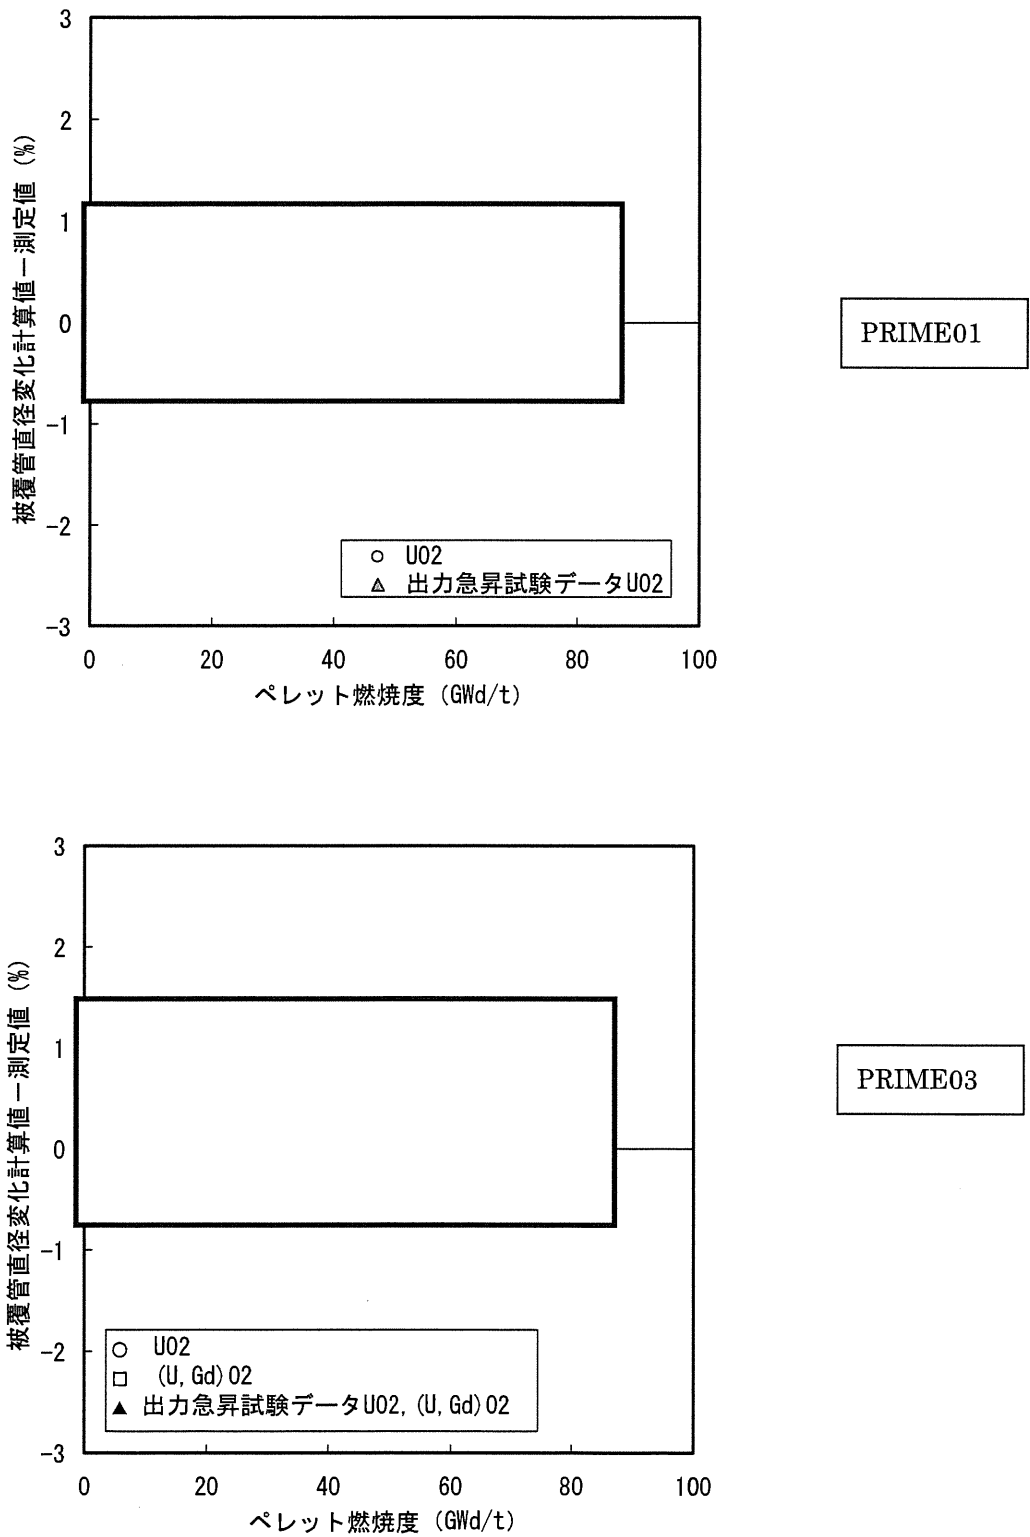 3
2
1
0
-1
-2
-3
被覆管直径変化計算値－測定値 (%)
○ UO2
△ 出力急昇試験データUO2
0 20 40 60 80 100
ペレット燃焼度 (GWd/t)
PRIME01
3
2
1
0
-1
-2
-3
被覆管直径変化計算値－測定値 (%)
○ UO2
□ (U,Gd)O2
▲ 出力急昇試験データUO2,(U,Gd)O2
0 20 40 60 80 100
ペレット燃焼度 (GWd/t)
PRIME03